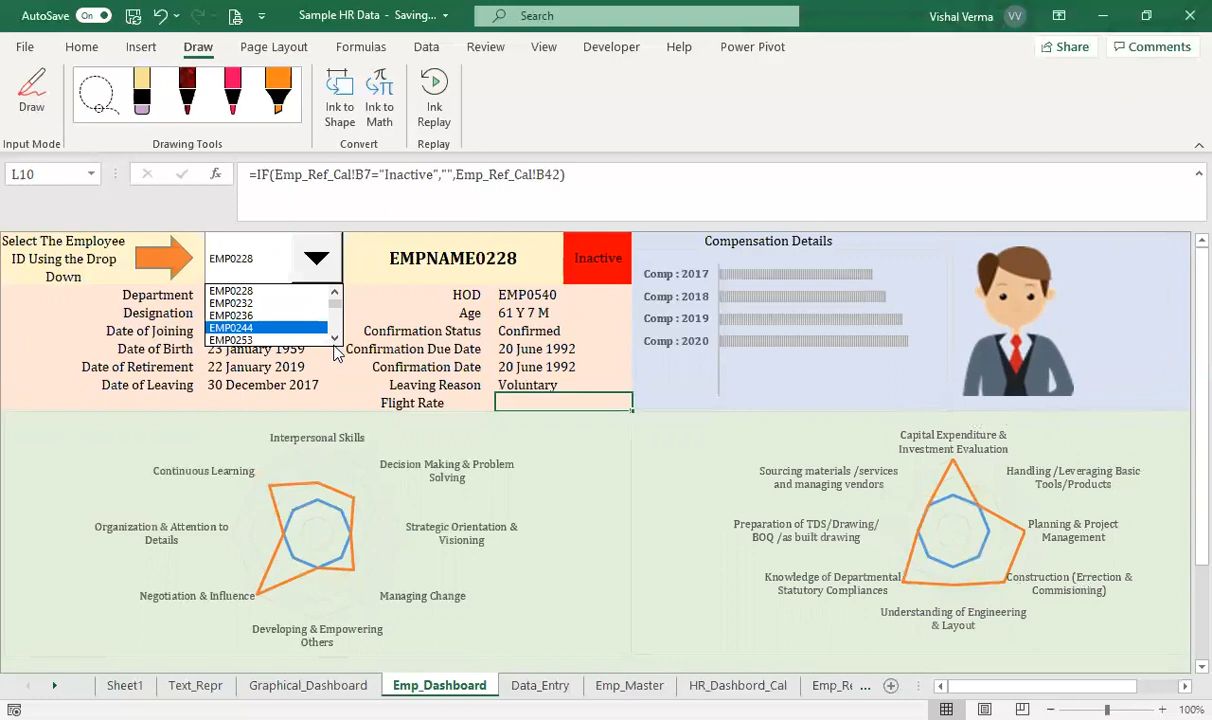 AutoSave On Sample HR Data - Saving... Search Vishal Verma VV
File Home Insert Draw Page Layout Formulas Data Review View Developer Help Power Pivot Share Comments
Draw
Ink to Shape
Ink to Math
Ink Replay
Input Mode Drawing Tools Convert Replay
L10 fx =IF(Emp_Ref_Cal!B7="Inactive","",Emp_Ref_Cal!B42)
Select The Employee
ID Using the Drop
Down
EMP0228
EMPNAME0228
Inactive
EMP0228
EMP0232
EMP0236
EMP0244
EMP0253
Department
Designation
Date of Joining
Date of Birth 23 January 1959
Date of Retirement 22 January 2019
Date of Leaving 30 December 2017
HOD EMP0540
Age 61 Y 7 M
Confirmation Status Confirmed
Confirmation Due Date 20 June 1992
Confirmation Date 20 June 1992
Leaving Reason Voluntary
Flight Rate
Compensation Details
Comp : 2017
Comp : 2018
Comp : 2019
Comp : 2020
Interpersonal Skills
Decision Making & Problem
Solving
Strategic Orientation &
Visioning
Managing Change
Developing & Empowering
Others
Negotiation & Influence
Organization & Attention to
Details
Continuous Learning
Capital Expenditure &
Investment Evaluation
Handling /Leveraging Basic
Tools/Products
Planning & Project
Management
Construction (Errection &
Commisioning)
Understanding of Engineering
& Layout
Knowledge of Departmental
Statutory Compliances
Preparation of TDS/Drawing/
BOQ /as built drawing
Sourcing materials /services
and managing vendors
Sheet1 Text_Repr Graphical_Dashboard Emp_Dashboard Data_Entry Emp_Master HR_Dashbord_Cal Emp_Re ...
100%